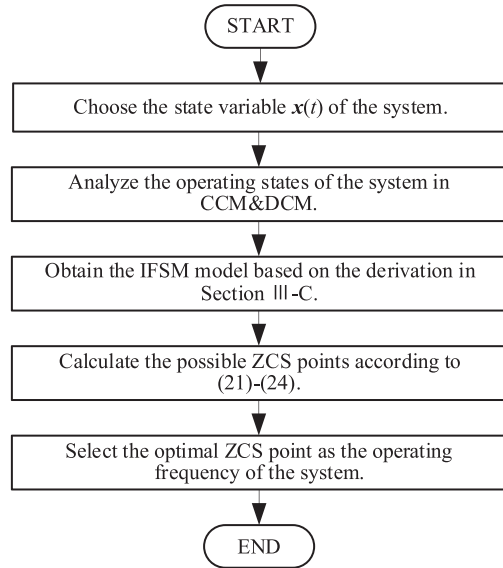 START
Choose the state variable x(t) of the system.
Analyze the operating states of the system in
CCM&DCM.
Obtain the IFSM model based on the derivation in
Section Ⅲ-C.
Calculate the possible ZCS points according to
(21)-(24).
Select the optimal ZCS point as the operating
frequency of the system.
END